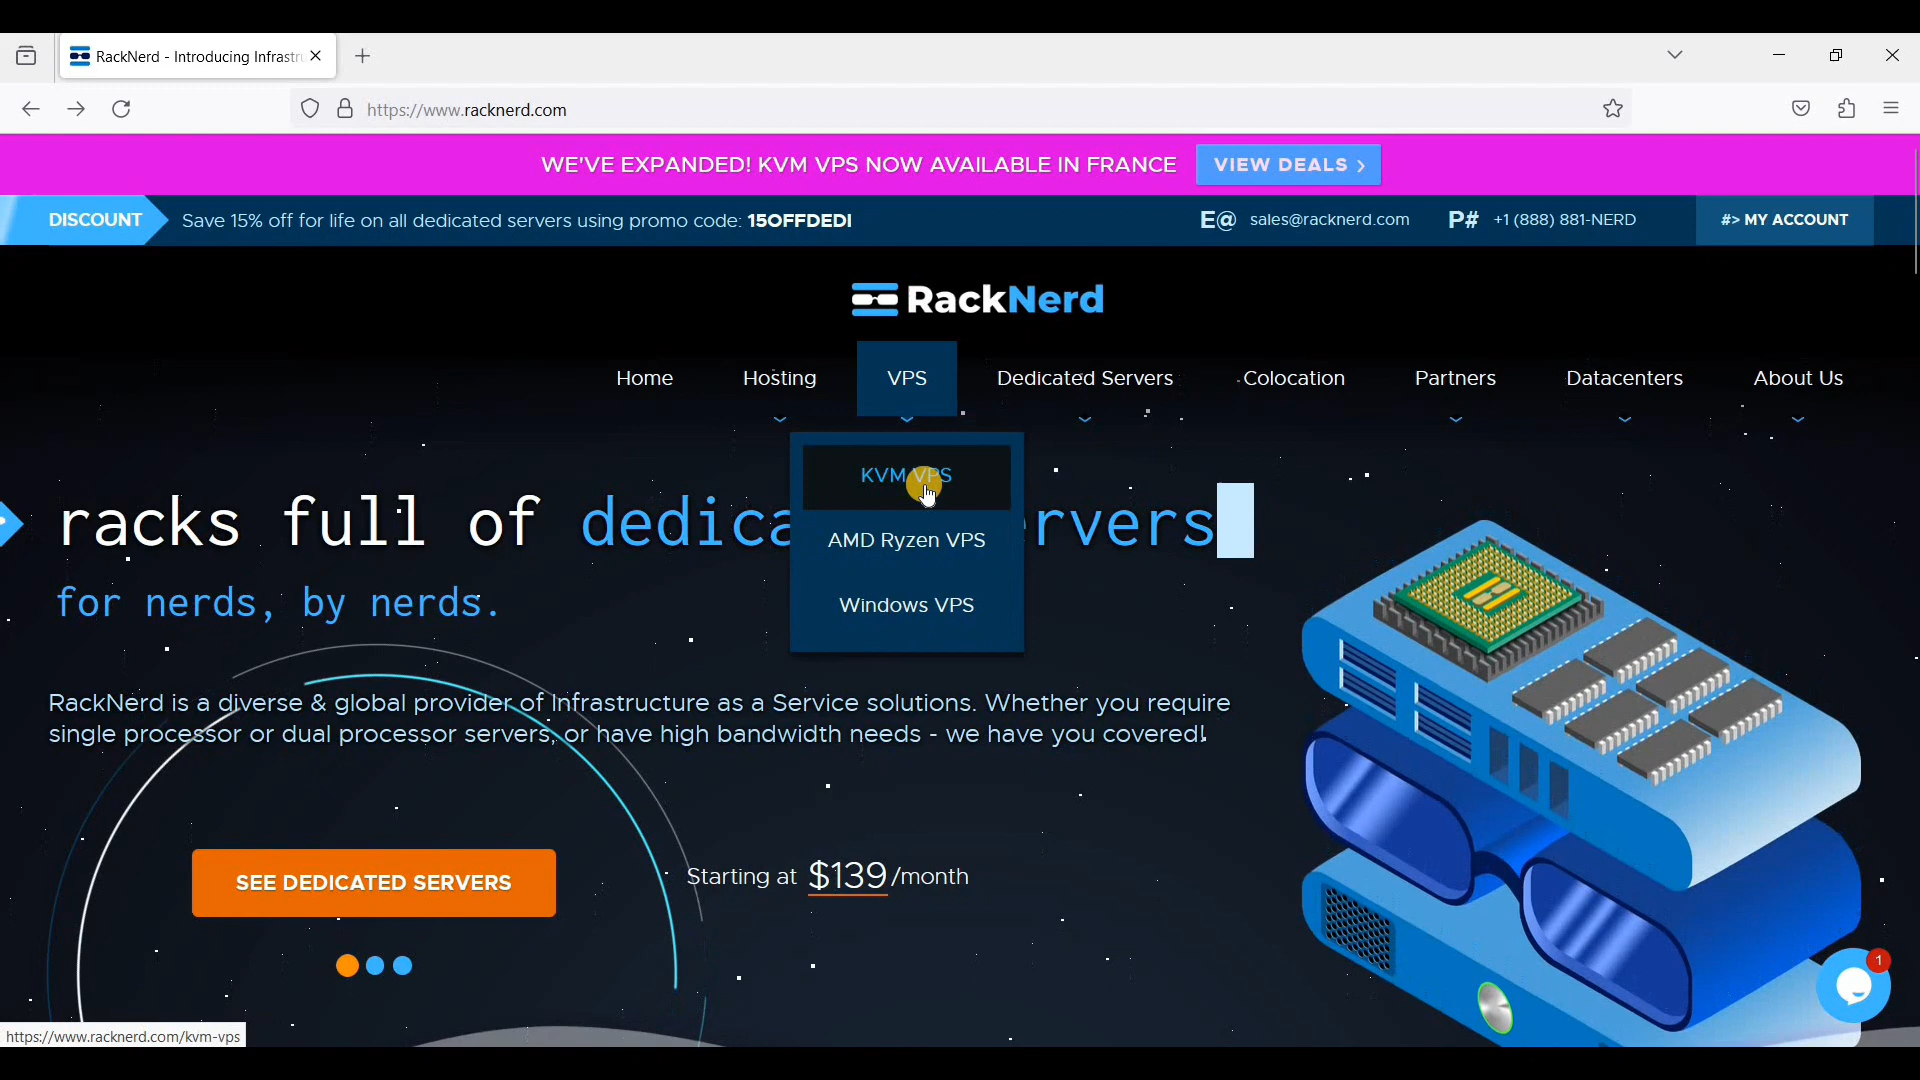 RackNerd - Introducing Infrastr
https://www.racknerd.com
WE'VE EXPANDED! KVM VPS NOW AVAILABLE IN FRANCE VIEW DEALS >
DISCOUNT Save 15% off for life on all dedicated servers using promo code: 15OFFDEDI E@ sales@racknerd.com P# +1 (888) 881-NERD #> MY ACCOUNT
RackNerd
Home Hosting VPS Dedicated Servers Colocation Partners Datacenters About Us
KVM VPS
AMD Ryzen VPS
Windows VPS
racks full of dedica rvers
for nerds, by nerds.
RackNerd is a diverse & global provider of Infrastructure as a Service solutions. Whether you require
single processor or dual processor servers, or have high bandwidth needs - we have you covered!
SEE DEDICATED SERVERS Starting at $139/month
1
https://www.racknerd.com/kvm-vps